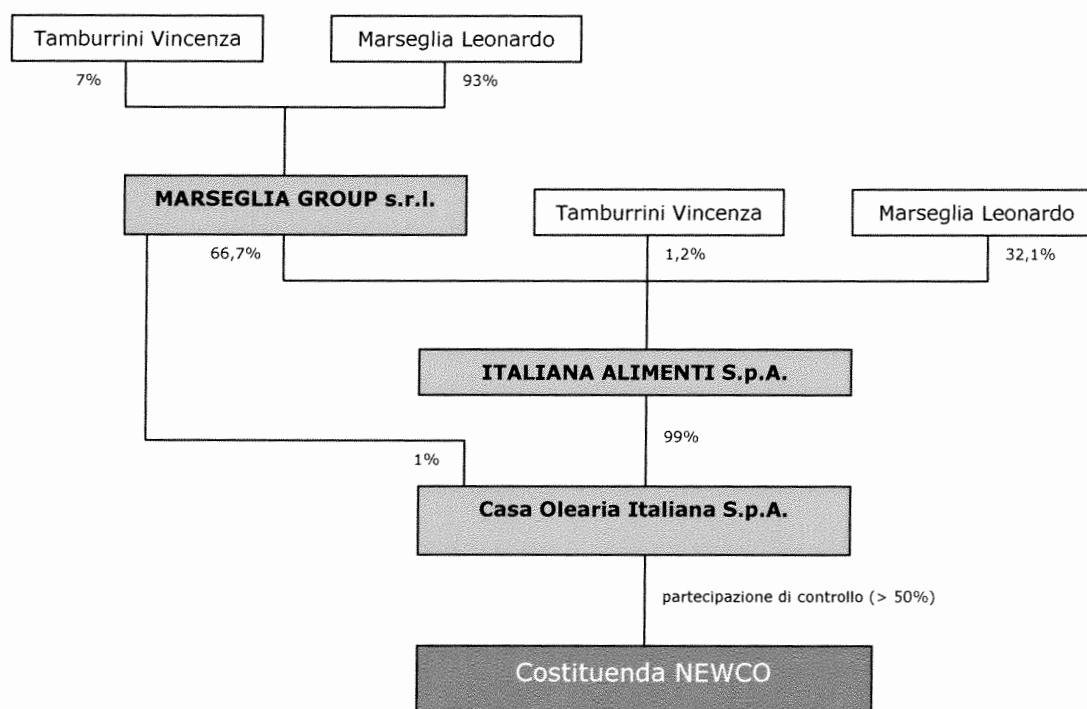 Tamburrini Vincenza
Marseglia Leonardo
7%
93%
MARSEGLIA GROUP s.r.l.
Tamburrini Vincenza
Marseglia Leonardo
66,7%
1,2%
32,1%
ITALIANA ALIMENTI S.p.A.
99%
1%
Casa Olearia Italiana S.p.A.
partecipazione di controllo (> 50%)
Costituenda NEWCO